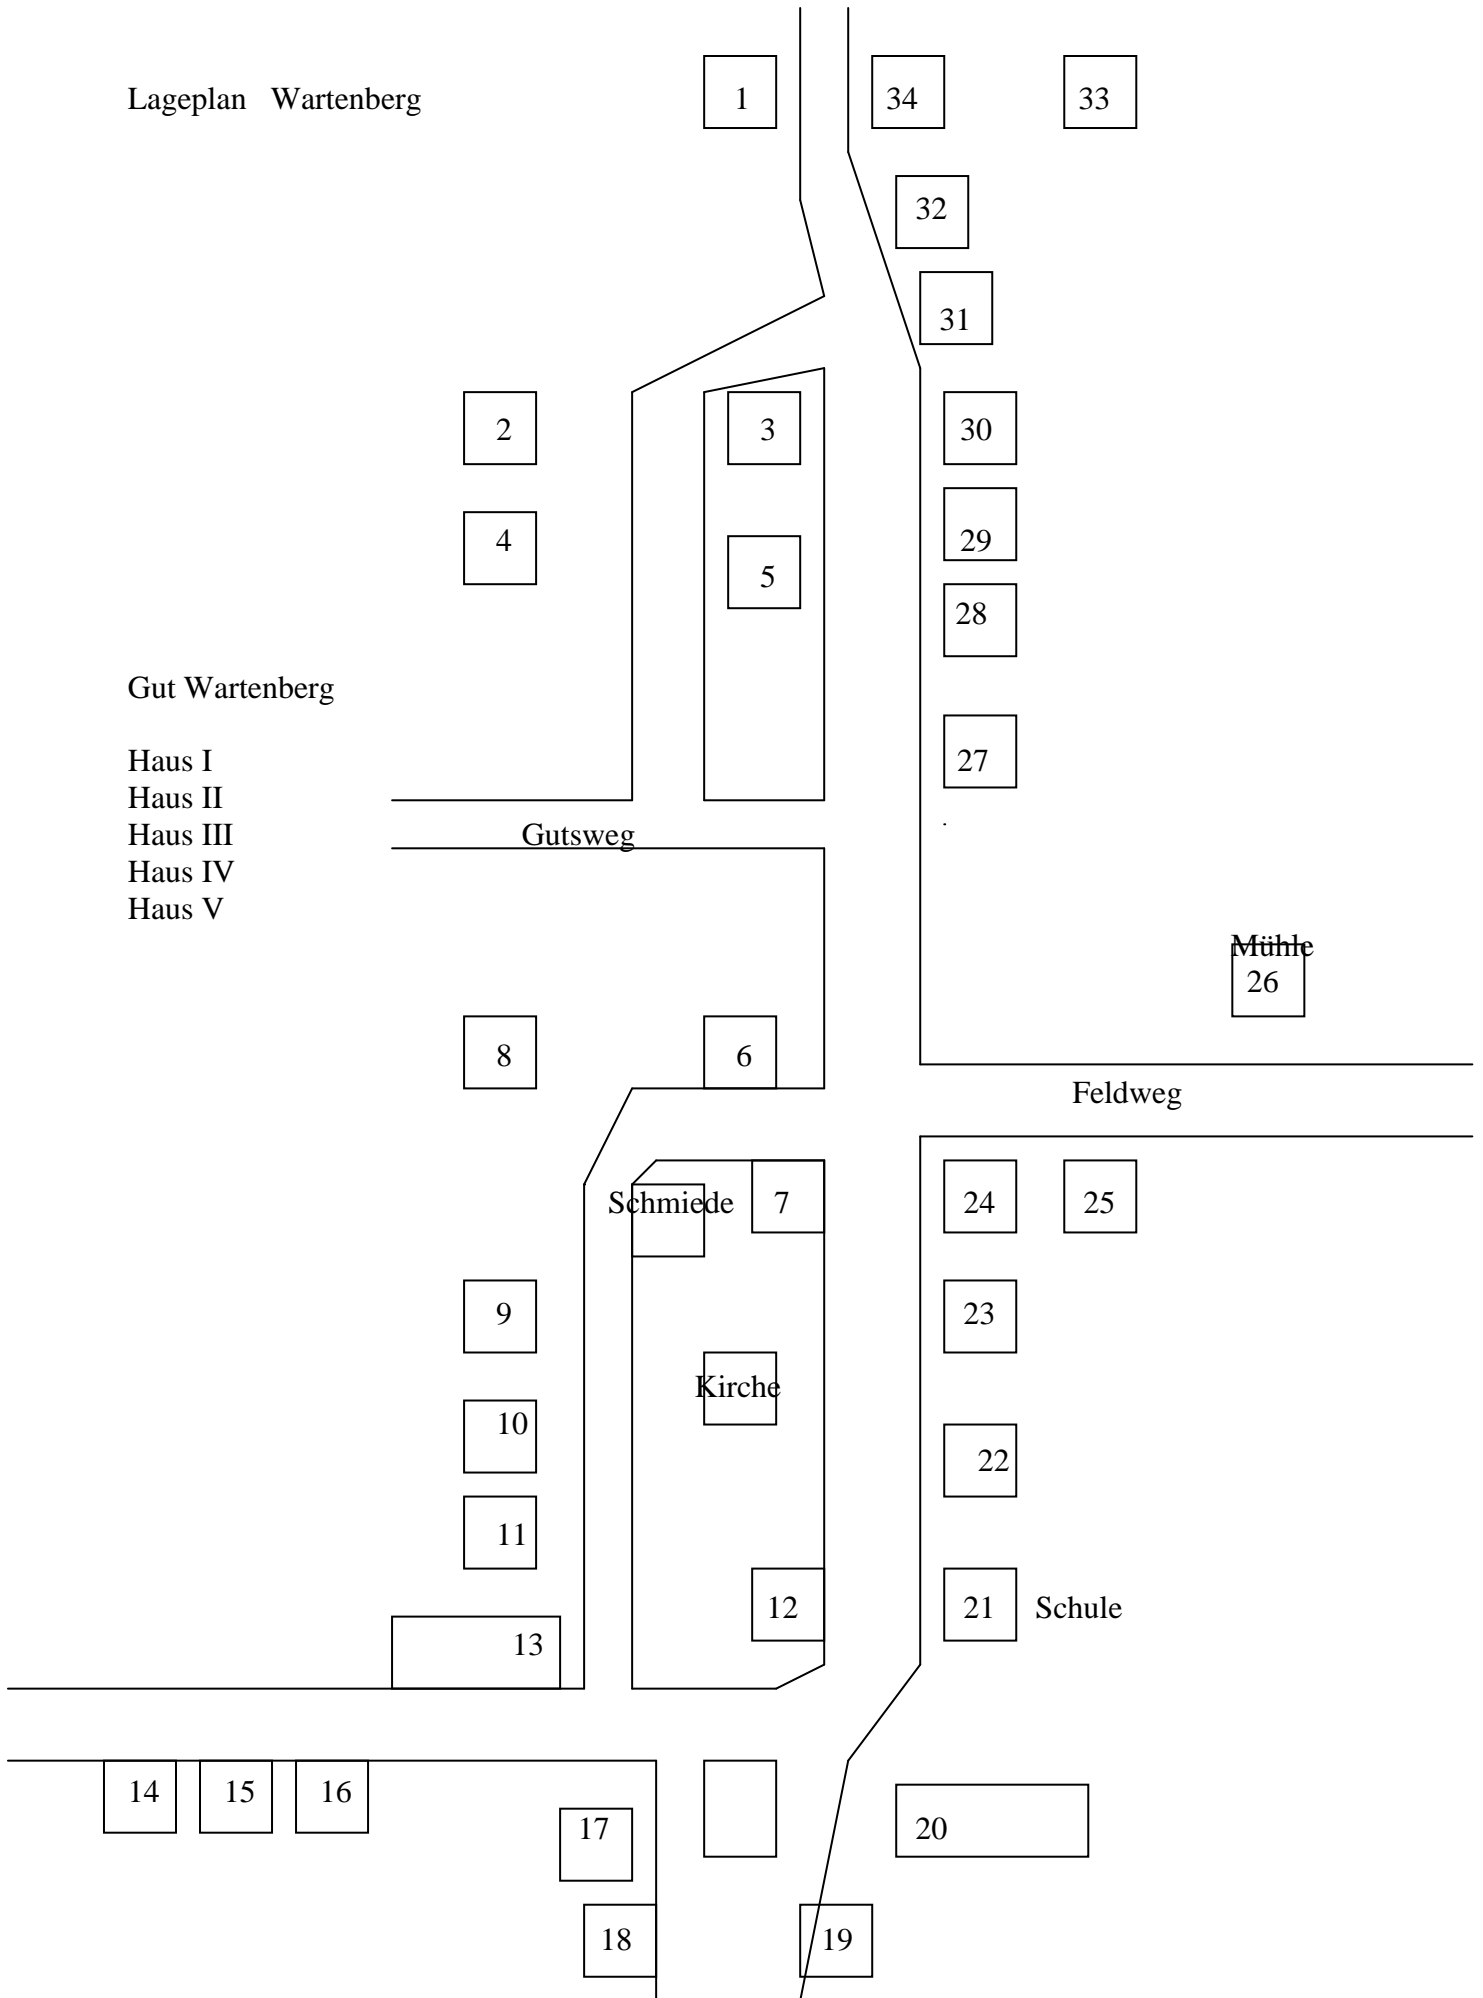 Lageplan Wartenberg 1 34 33
32
31
2 3 30
4 29
5
28
Gut Wartenberg
Haus I 27
Haus II
Haus III Gutsweg
Haus IV
Haus V
Mühle
26
8 6
Feldweg
Schmiede 7 24 25
9 23
Kirche
10
22
11
12 21 Schule
13
14 15 16
17 20
18 19